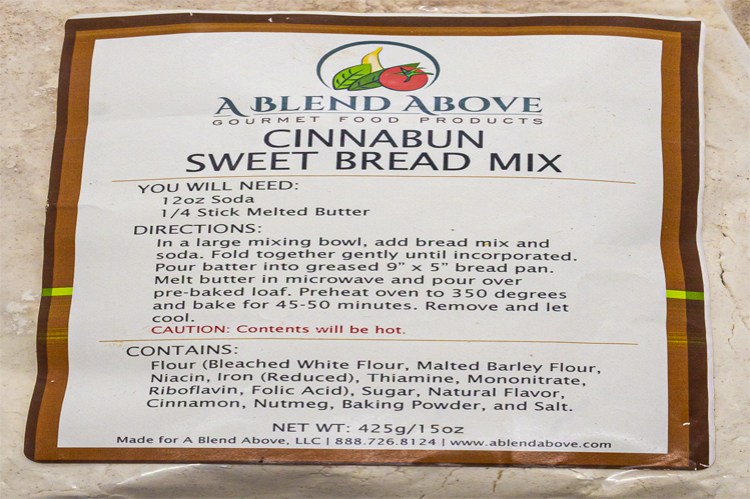 A BLEND ABOVE
GOURMET FOOD PRODUCTS
CINNABUN
SWEET BREAD MIX
YOU WILL NEED:
12oz Soda
1/4 Stick Melted Butter
DIRECTIONS:
In a large mixing bowl, add bread mix and
soda. Fold together gently until incorporated.
Pour batter into greased 9" x 5" bread pan.
Melt butter in microwave and pour over
pre-baked loaf. Preheat oven to 350 degrees
and bake for 45-50 minutes. Remove and let
cool.
CAUTION: Contents will be hot.
CONTAINS:
Flour (Bleached White Flour, Malted Barley Flour,
Niacin, Iron (Reduced), Thiamine, Mononitrate,
Riboflavin, Folic Acid), Sugar, Natural Flavor,
Cinnamon, Nutmeg, Baking Powder, and Salt.
NET WT: 425g/15oz
Made for A Blend Above, LLC | 888.726.8124 | www.ablendabove.com